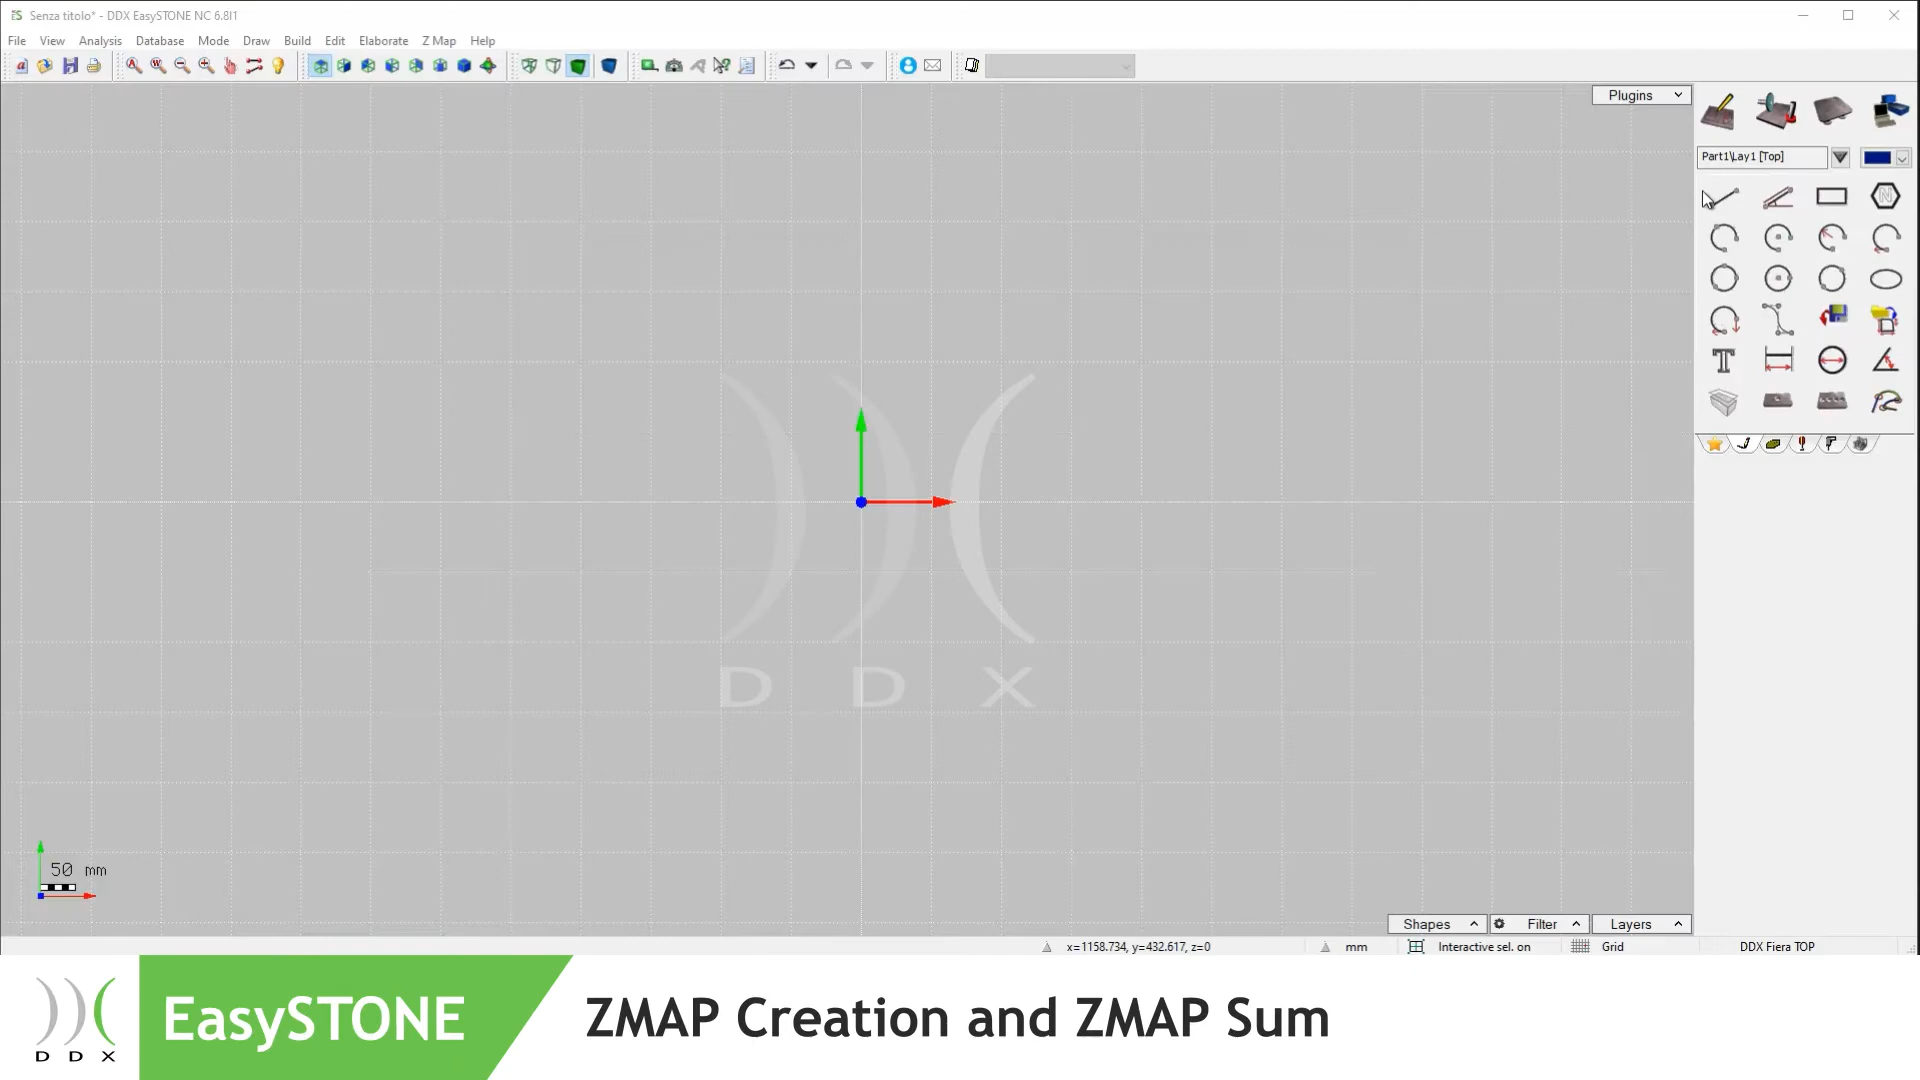 Senza titolo* - DDX EasySTONE NC 6.8I1
File View Analysis Database Mode Draw Build Edit Elaborate Z Map Help
Plugins
Part1\Lay1 [Top]
D D X
50 mm
Shapes Filter Layers
x=1158.734, y=432.617, z=0 mm Interactive sel. on Grid DDX Fiera TOP
D D X
EasySTONE
ZMAP Creation and ZMAP Sum